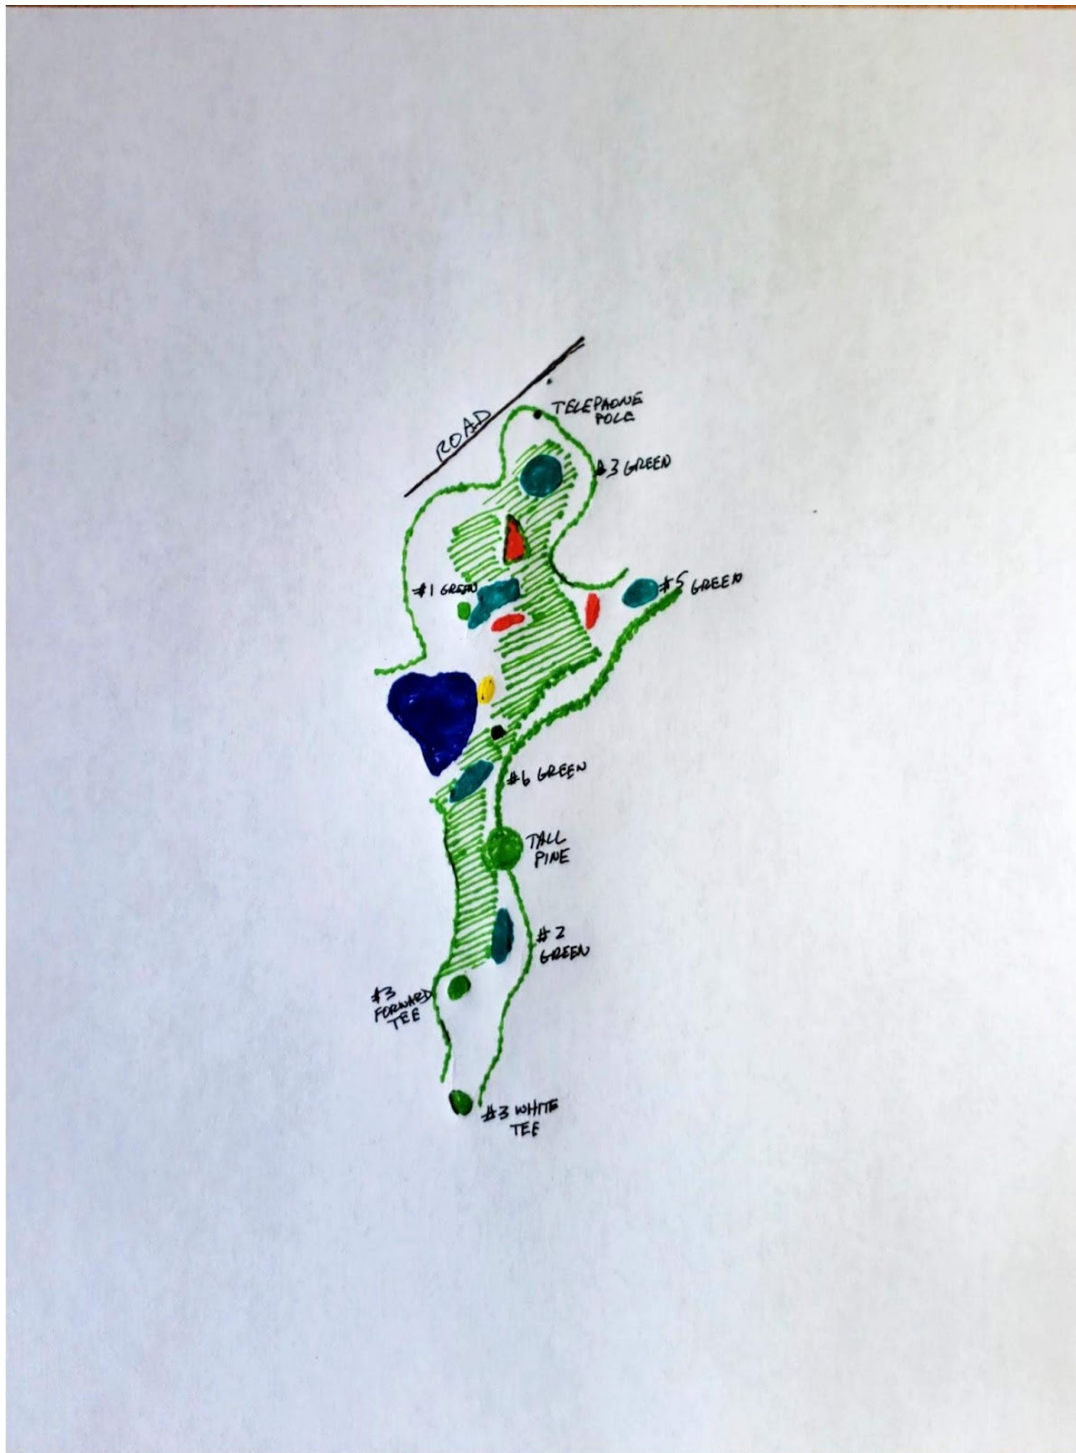 ROAD
TELEPHONE
POLE
#3 GREEN
#1 GREEN
#5 GREEN
#6 GREEN
TALL
PINE
#2
GREEN
#3
FORWARD
TEE
#3 WHITE
TEE